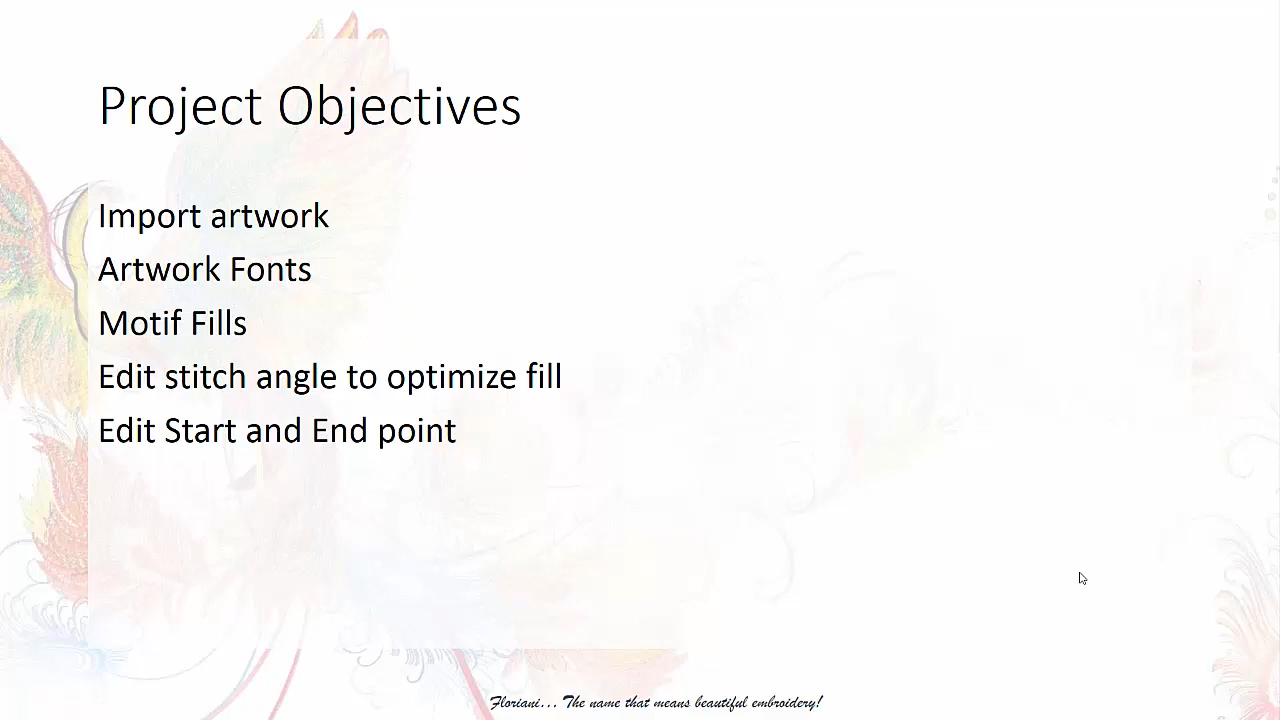 Project Objectives
Import artwork
Artwork Fonts
Motif Fills
Edit stitch angle to optimize fill
Edit Start and End point
Floriani... The name that means beautiful embroidery!